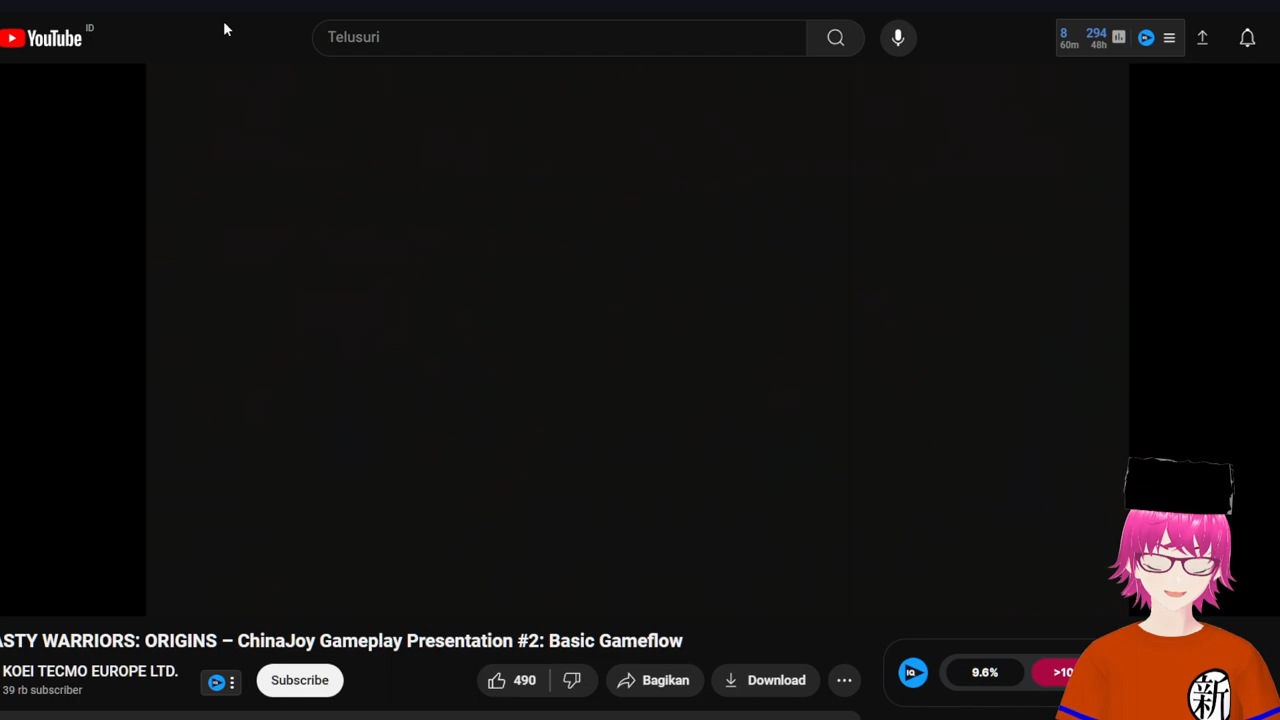 YouTube ID
Telusuri
8 294
60m 48h
ASTY WARRIORS: ORIGINS – ChinaJoy Gameplay Presentation #2: Basic Gameflow
KOEI TECMO EUROPE LTD.
39 rb subscriber
Subscribe
490
Bagikan
Download
IQ
9.6%
>10
新